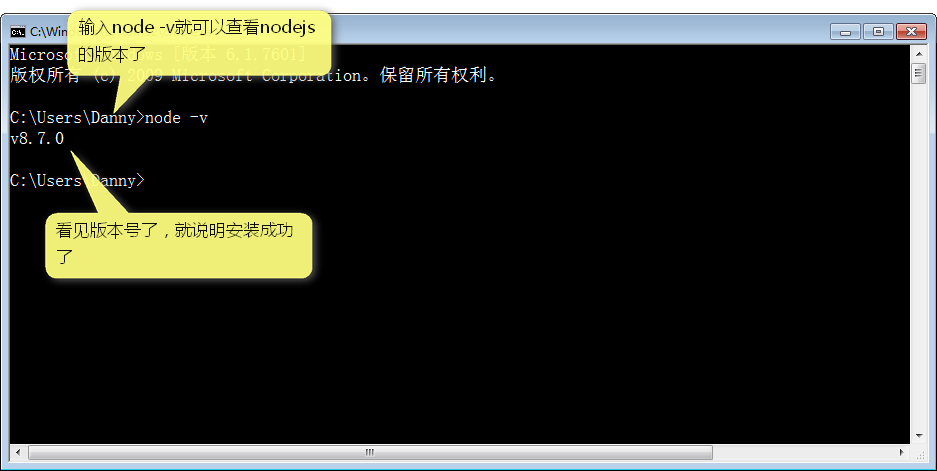 C:\Win
输入node -v就可以查看nodejs
的版本了
Microsoft Windows [版本 6.1.7601]
版权所有 (c) 2009 Microsoft Corporation。保留所有权利。
C:\Users\Danny>node -v
v8.7.0
C:\Users\Danny>
看见版本号了，就说明安装成功
了